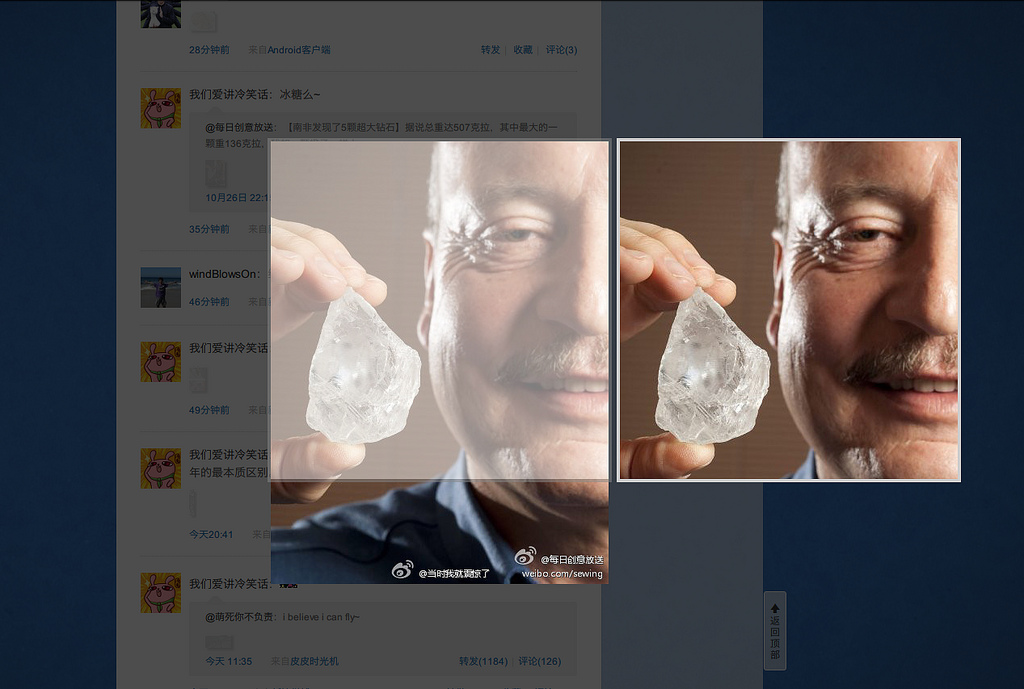 28分钟前 来自Android客户端 转发 | 收藏 | 评论(3)
我们爱讲冷笑话：冰糖么~
@每日创意放送：【南非发现了5颗超大钻石】据说总重达507克拉，其中最大的一
颗重136克拉，
10月26日 22:1
35分钟前 来自
windBlowsOn：
46分钟前 来自
我们爱讲冷笑话
49分钟前 来自
我们爱讲冷笑话
年的最本质区别
今天20:41 来自
@当时我就震惊了
@每日创意放送
weibo.com/sewing
我们爱讲冷笑话：
@萌死你不负责：i believe i can fly~
今天 11:35 来自皮皮时光机 转发(1184) | 评论(126)
返回顶部